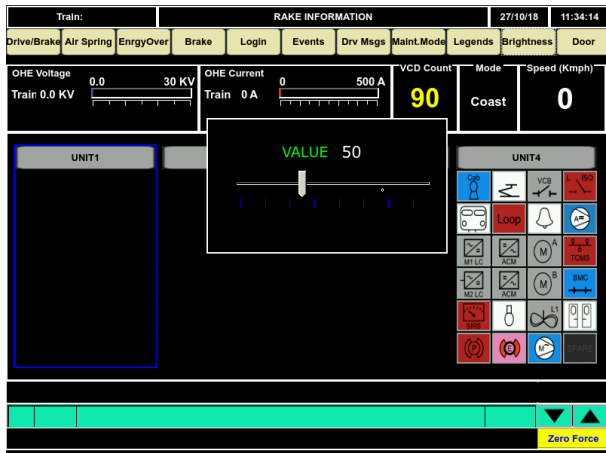 Train: RAKE INFORMATION 27/10/18 11:34:14
Drive/Brake Air Spring EnrgyOver Brake Login Events Drv Msgs Maint.Mode Legends Brightness Door
OHE Voltage 0.0 30 KV OHE Current 0 500 A VCD Count Mode Speed (Kmph)
Train 0.0 KV Train 0 A 90 Coast 0
VALUE 50
UNIT1 UNIT4
Cab VCB L ISO
Loop A=
M1 LC ACM M A TCMS
M2 LC ACM M B BMC
SIRS L1
P E M~ SPARE
Zero Force